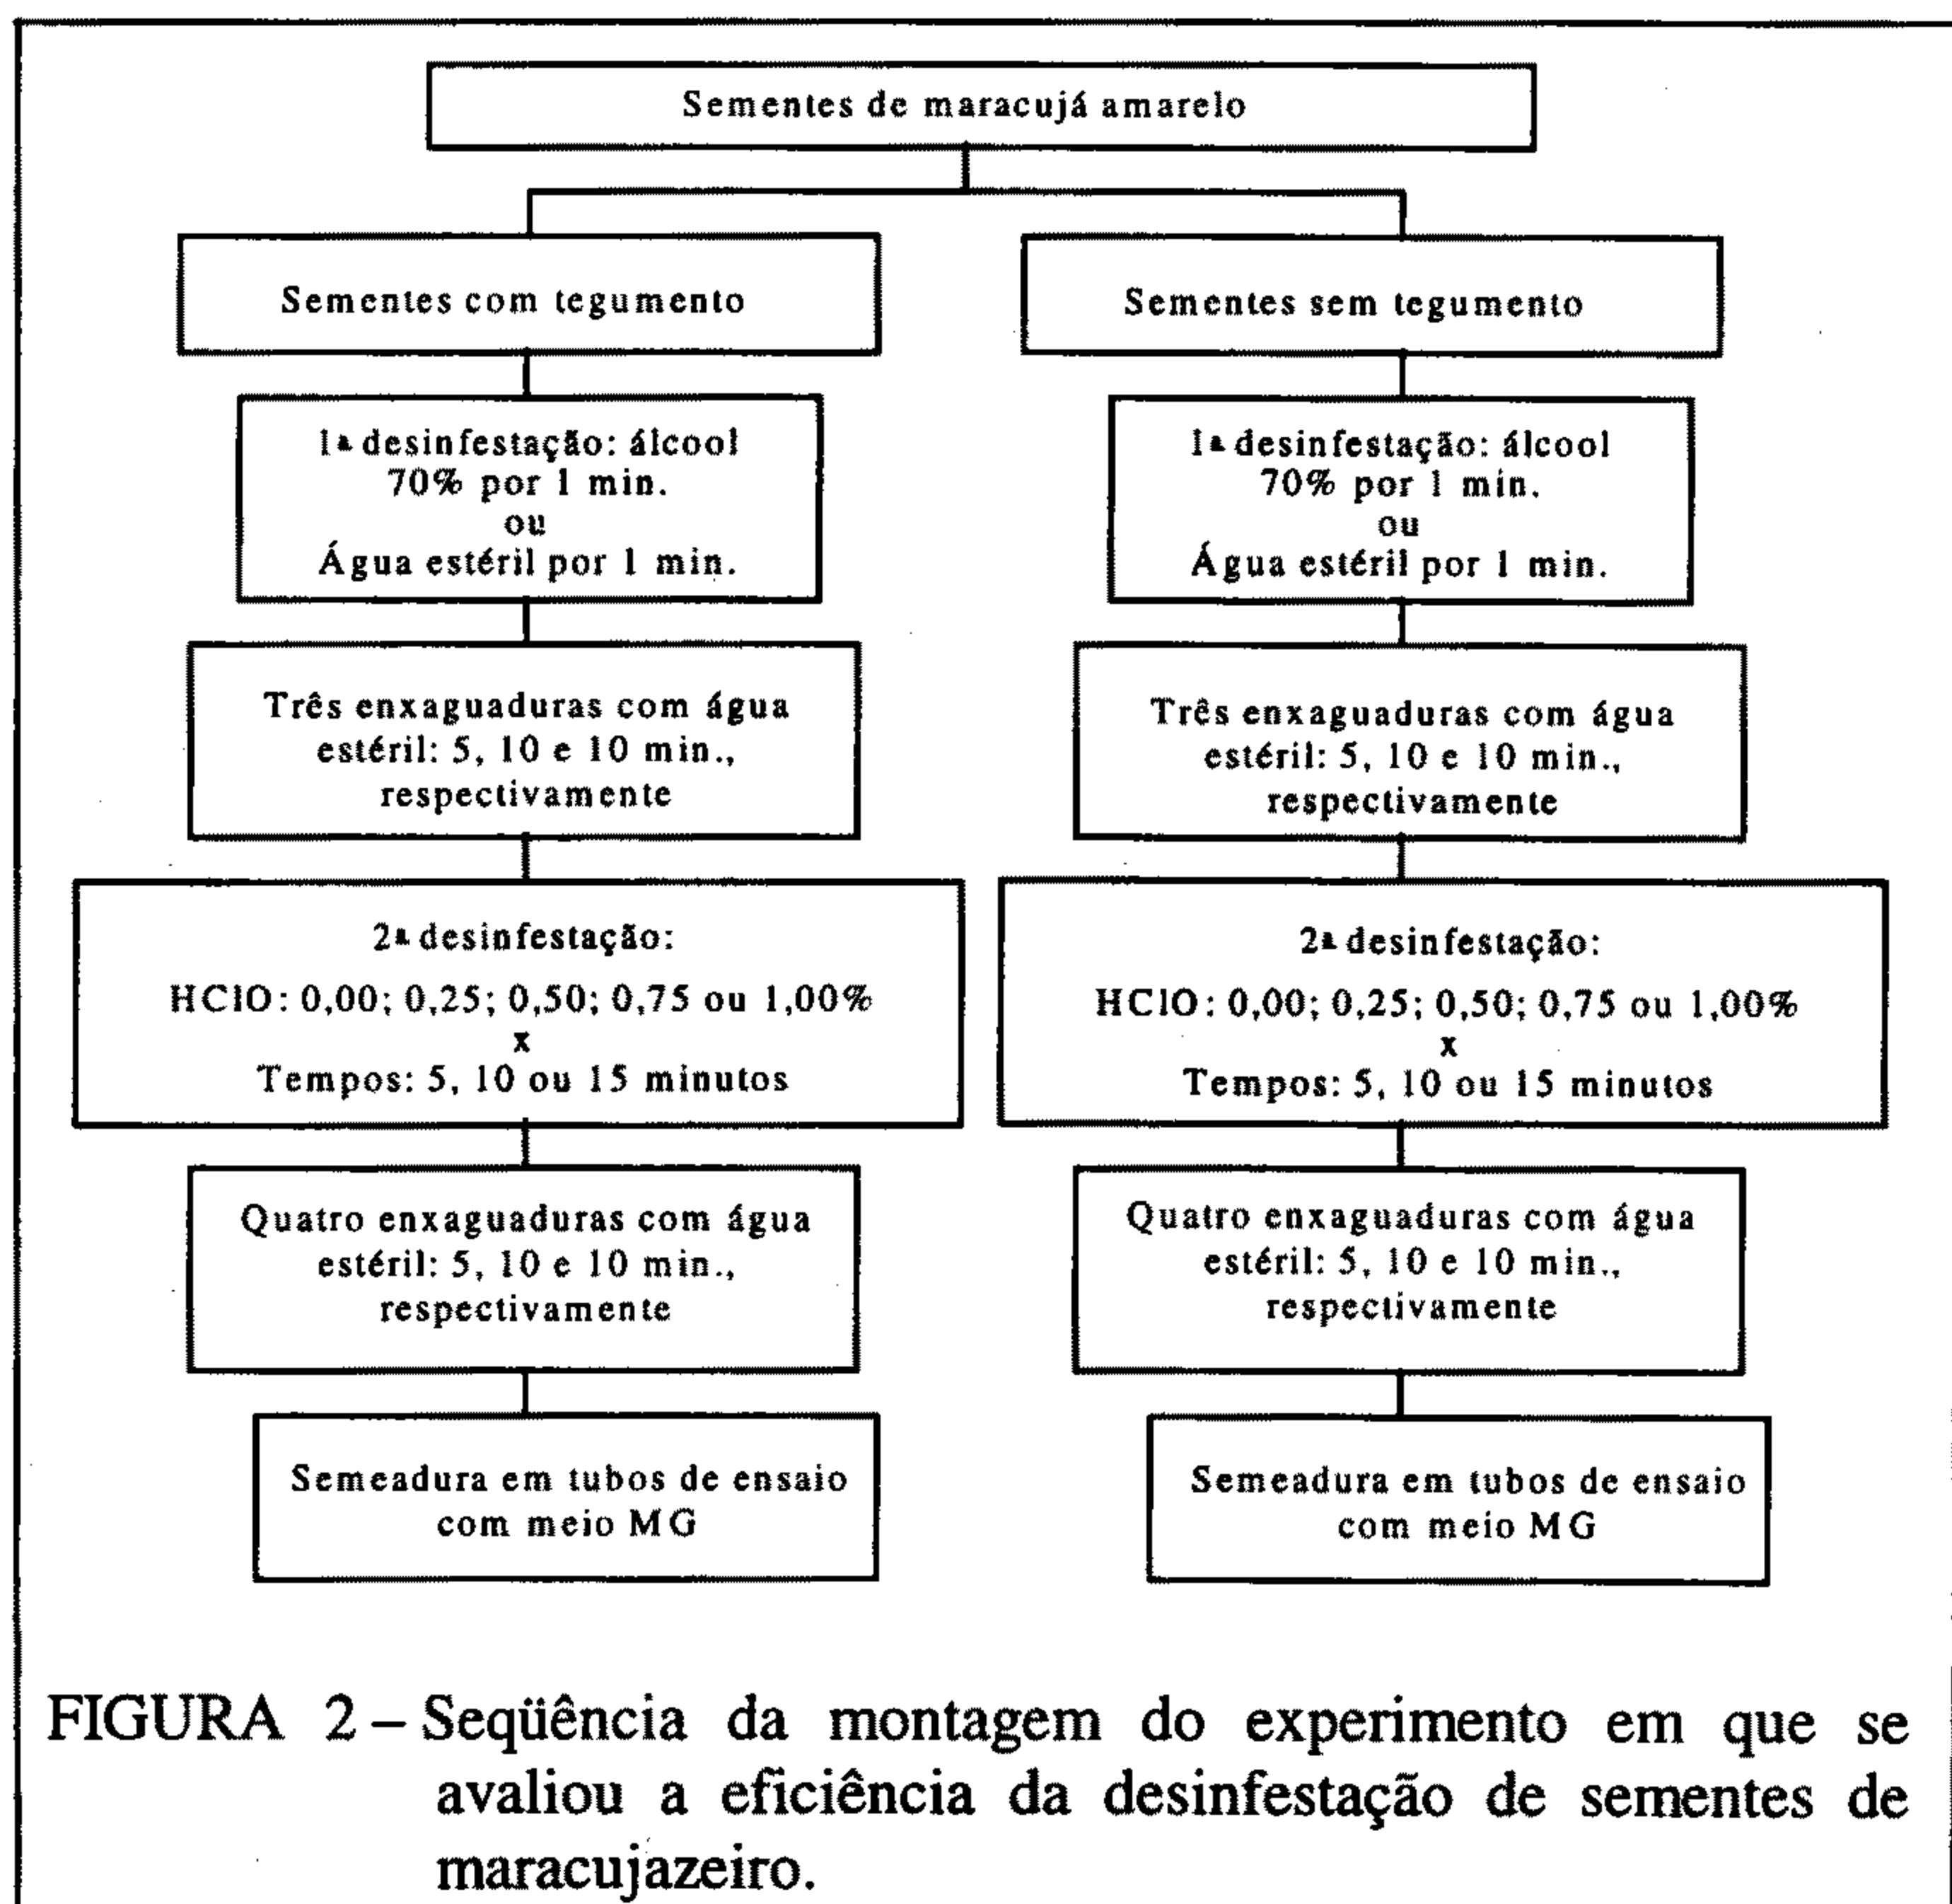 Sementes de maracujá amarelo
Sementes com tegumento
1ª desinfestação: álcool
70% por 1 min.
ou
Água estéril por 1 min.
Três enxaguaduras com água
estéril: 5, 10 e 10 min.,
respectivamente
2ª desinfestação:
HClO: 0,00; 0,25; 0,50; 0,75 ou 1,00%
x
Tempos: 5, 10 ou 15 minutos
Quatro enxaguaduras com água
estéril: 5, 10 e 10 min.,
respectivamente
Semeadura em tubos de ensaio
com meio MG
Sementes sem tegumento
1ª desinfestação: álcool
70% por 1 min.
ou
Água estéril por 1 min.
Três enxaguaduras com água
estéril: 5, 10 e 10 min.,
respectivamente
2ª desinfestação:
HClO: 0,00; 0,25; 0,50; 0,75 ou 1,00%
x
Tempos: 5, 10 ou 15 minutos
Quatro enxaguaduras com água
estéril: 5, 10 e 10 min.,
respectivamente
Semeadura em tubos de ensaio
com meio MG
FIGURA 2 – Seqüência da montagem do experimento em que se
avaliou a eficiência da desinfestação de sementes de
maracujazeiro.